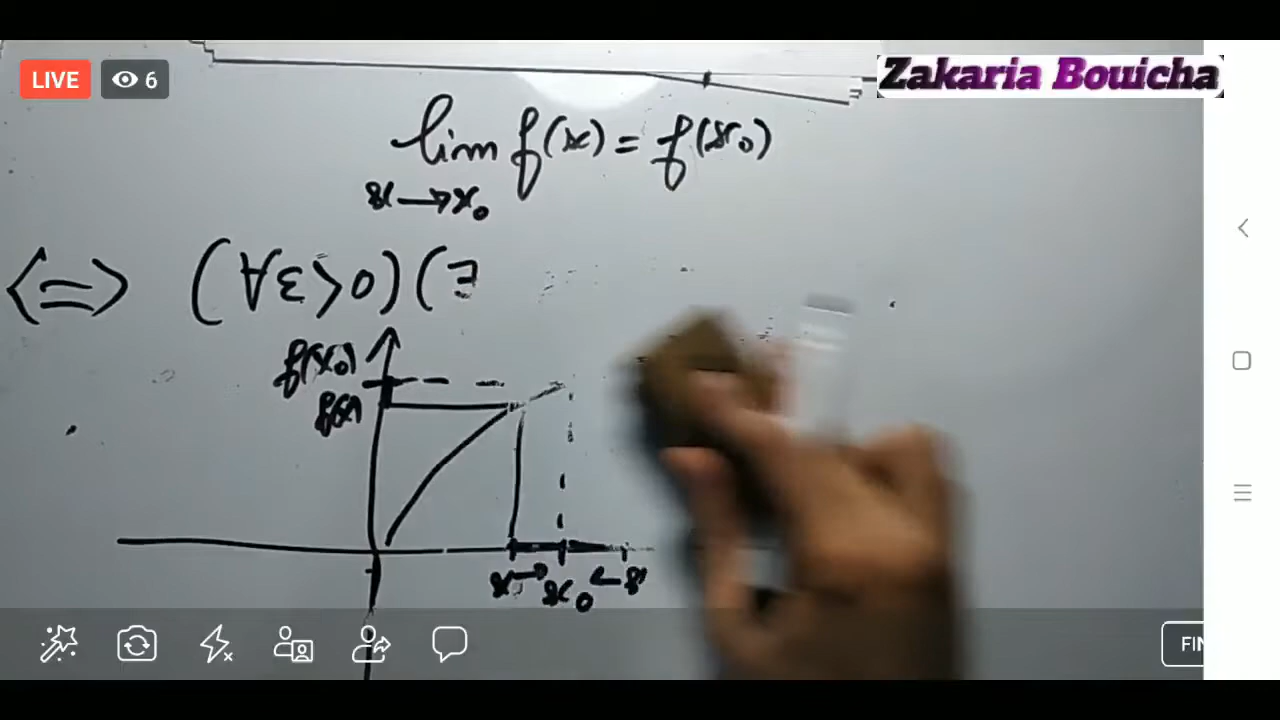 LIVE 6
Zakaria Bouicha
lim f(x) = f(x₀)
x → x₀
<=> (∀ε>0)(∃
f(x₀)
f(x)
x → x₀ ← x
FIN